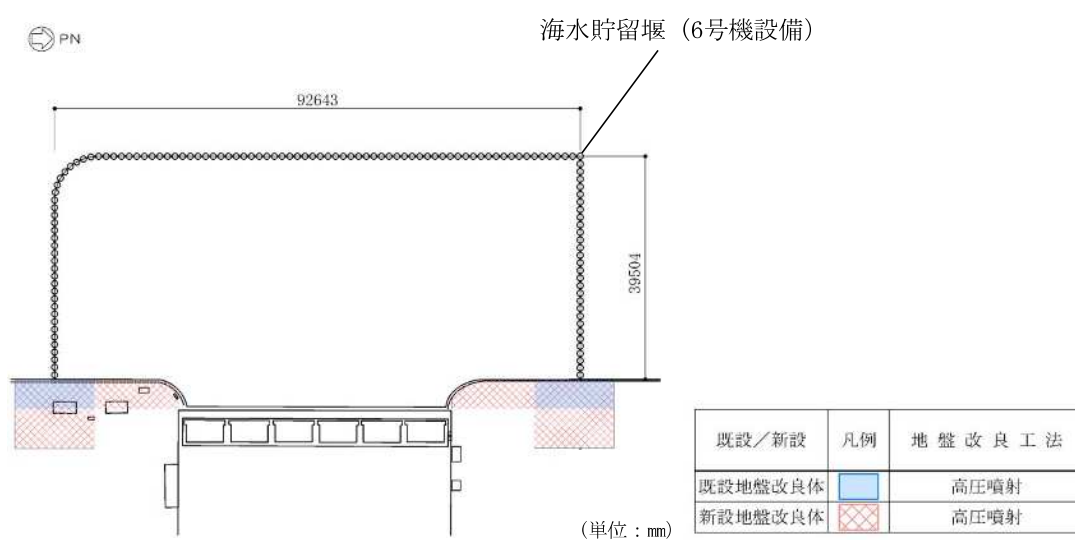 海水貯留堰（6号機設備）
PN
92643
39504
既設／新設 凡例 地盤改良工法
既設地盤改良体 高圧噴射
新設地盤改良体 高圧噴射
（単位：㎜）